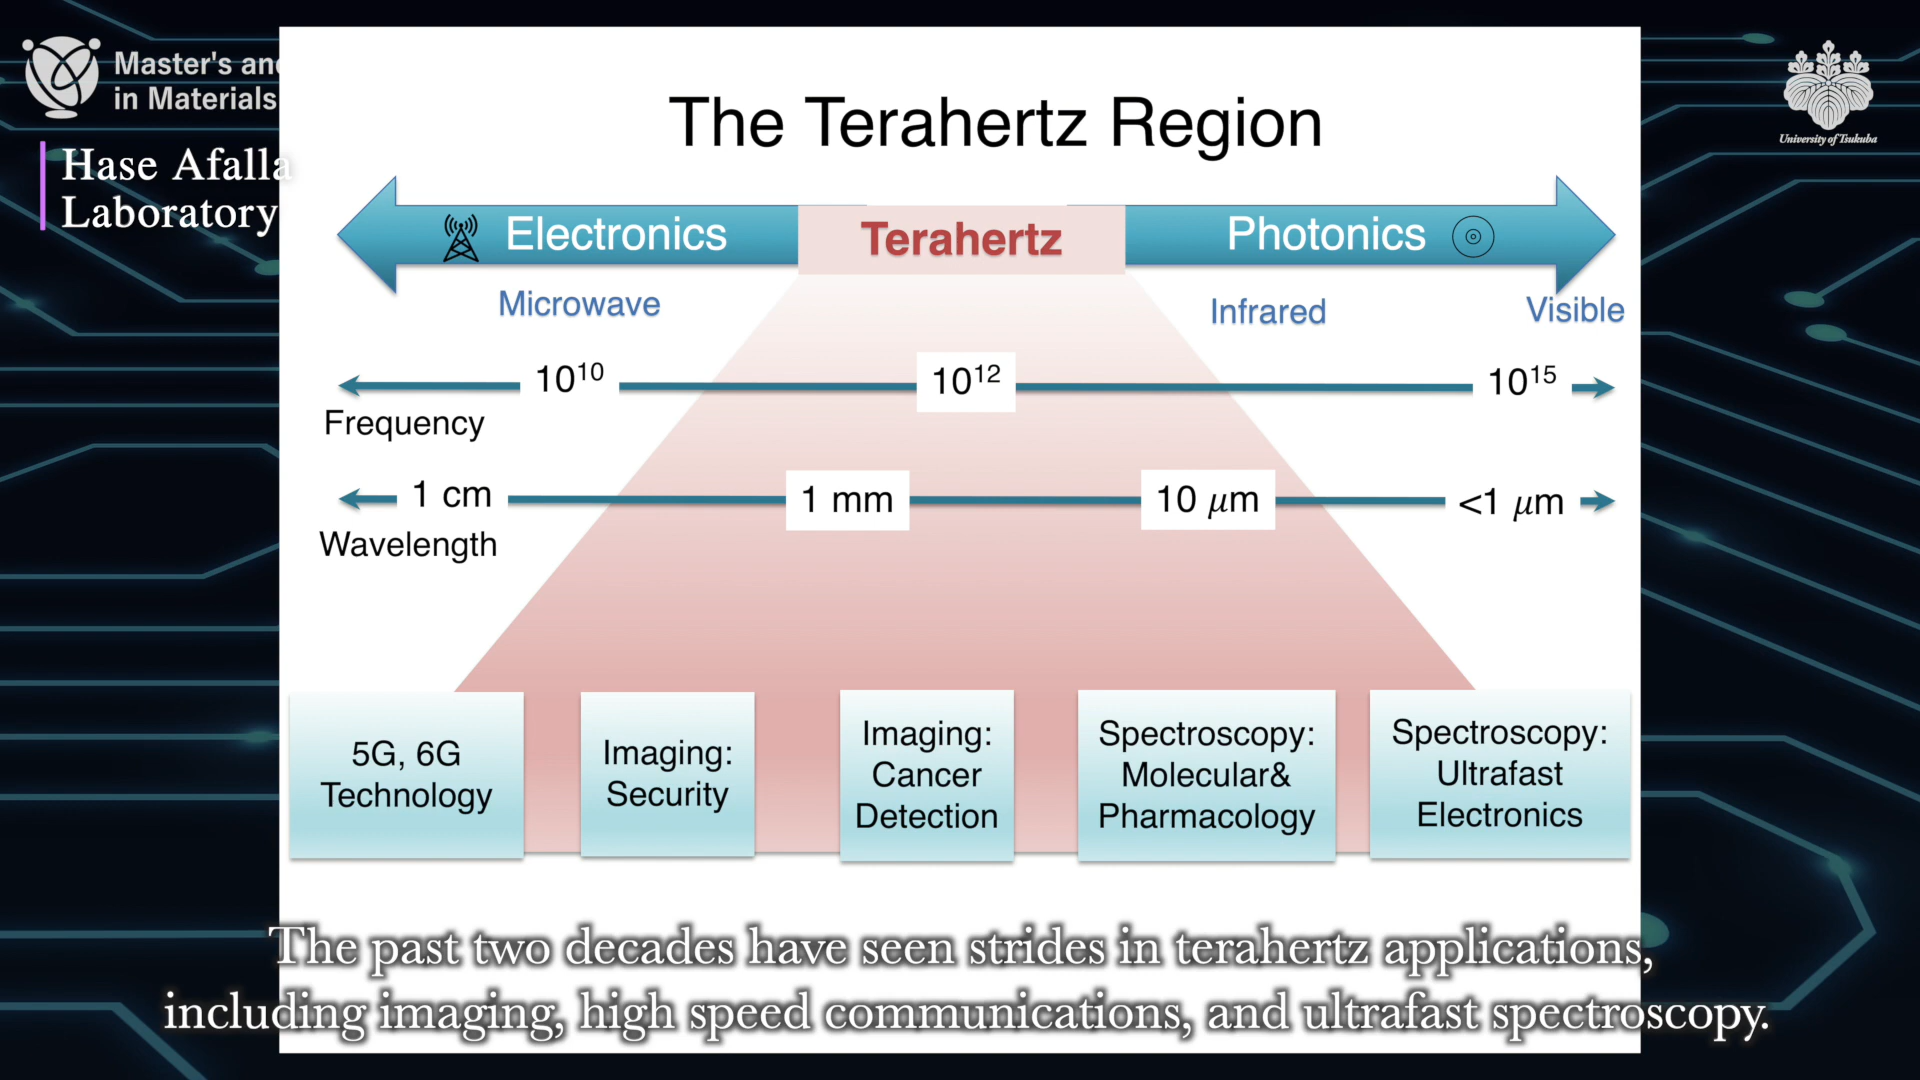 Master's and
in Materials
Hase Afalla
Laboratory
University of Tsukuba
The Terahertz Region
Electronics
Terahertz
Photonics
Microwave
Infrared
Visible
10¹⁰
10¹²
10¹⁵
Frequency
1 cm
1 mm
10 μm
<1 μm
Wavelength
5G, 6G
Technology
Imaging:
Security
Imaging:
Cancer
Detection
Spectroscopy:
Molecular&
Pharmacology
Spectroscopy:
Ultrafast
Electronics
The past two decades have seen strides in terahertz applications,
including imaging, high speed communications, and ultrafast spectroscopy.